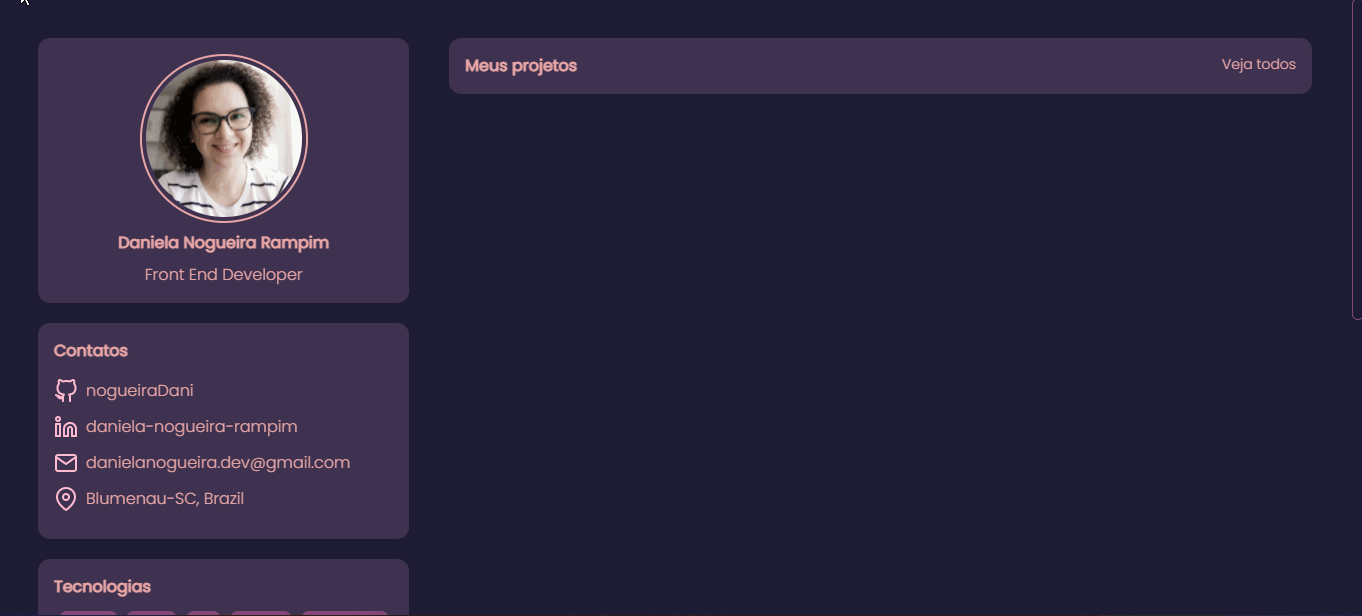 Daniela Nogueira Rampim
Front End Developer
Contatos
nogueiraDani
daniela-nogueira-rampim
danielanogueira.dev@gmail.com
Blumenau-SC, Brazil
Tecnologias
Meus projetos
Veja todos